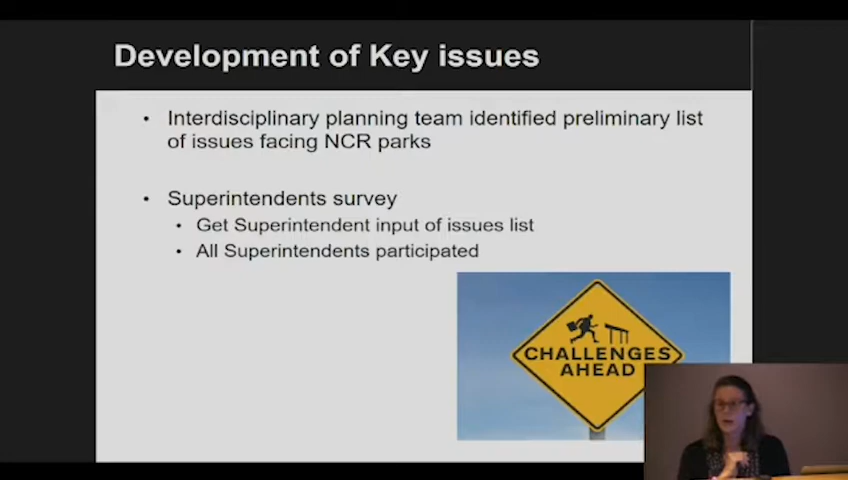 Development of Key issues
• Interdisciplinary planning team identified preliminary list
of issues facing NCR parks
• Superintendents survey
• Get Superintendent input of issues list
• All Superintendents participated
CHALLENGES
AHEAD